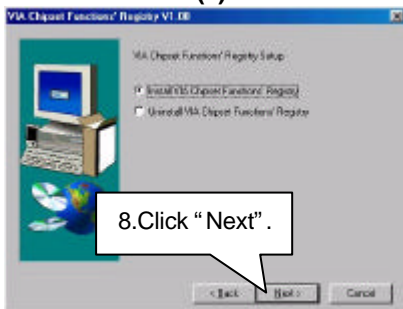 VIA Chipset Functions' Registry V1.00
VIA Chipset Functions' Registry Setup
Install VIA Chipset Functions' Registry
Uninstall VIA Chipset Functions' Registry
8.Click “Next”.
< Back
Next >
Cancel